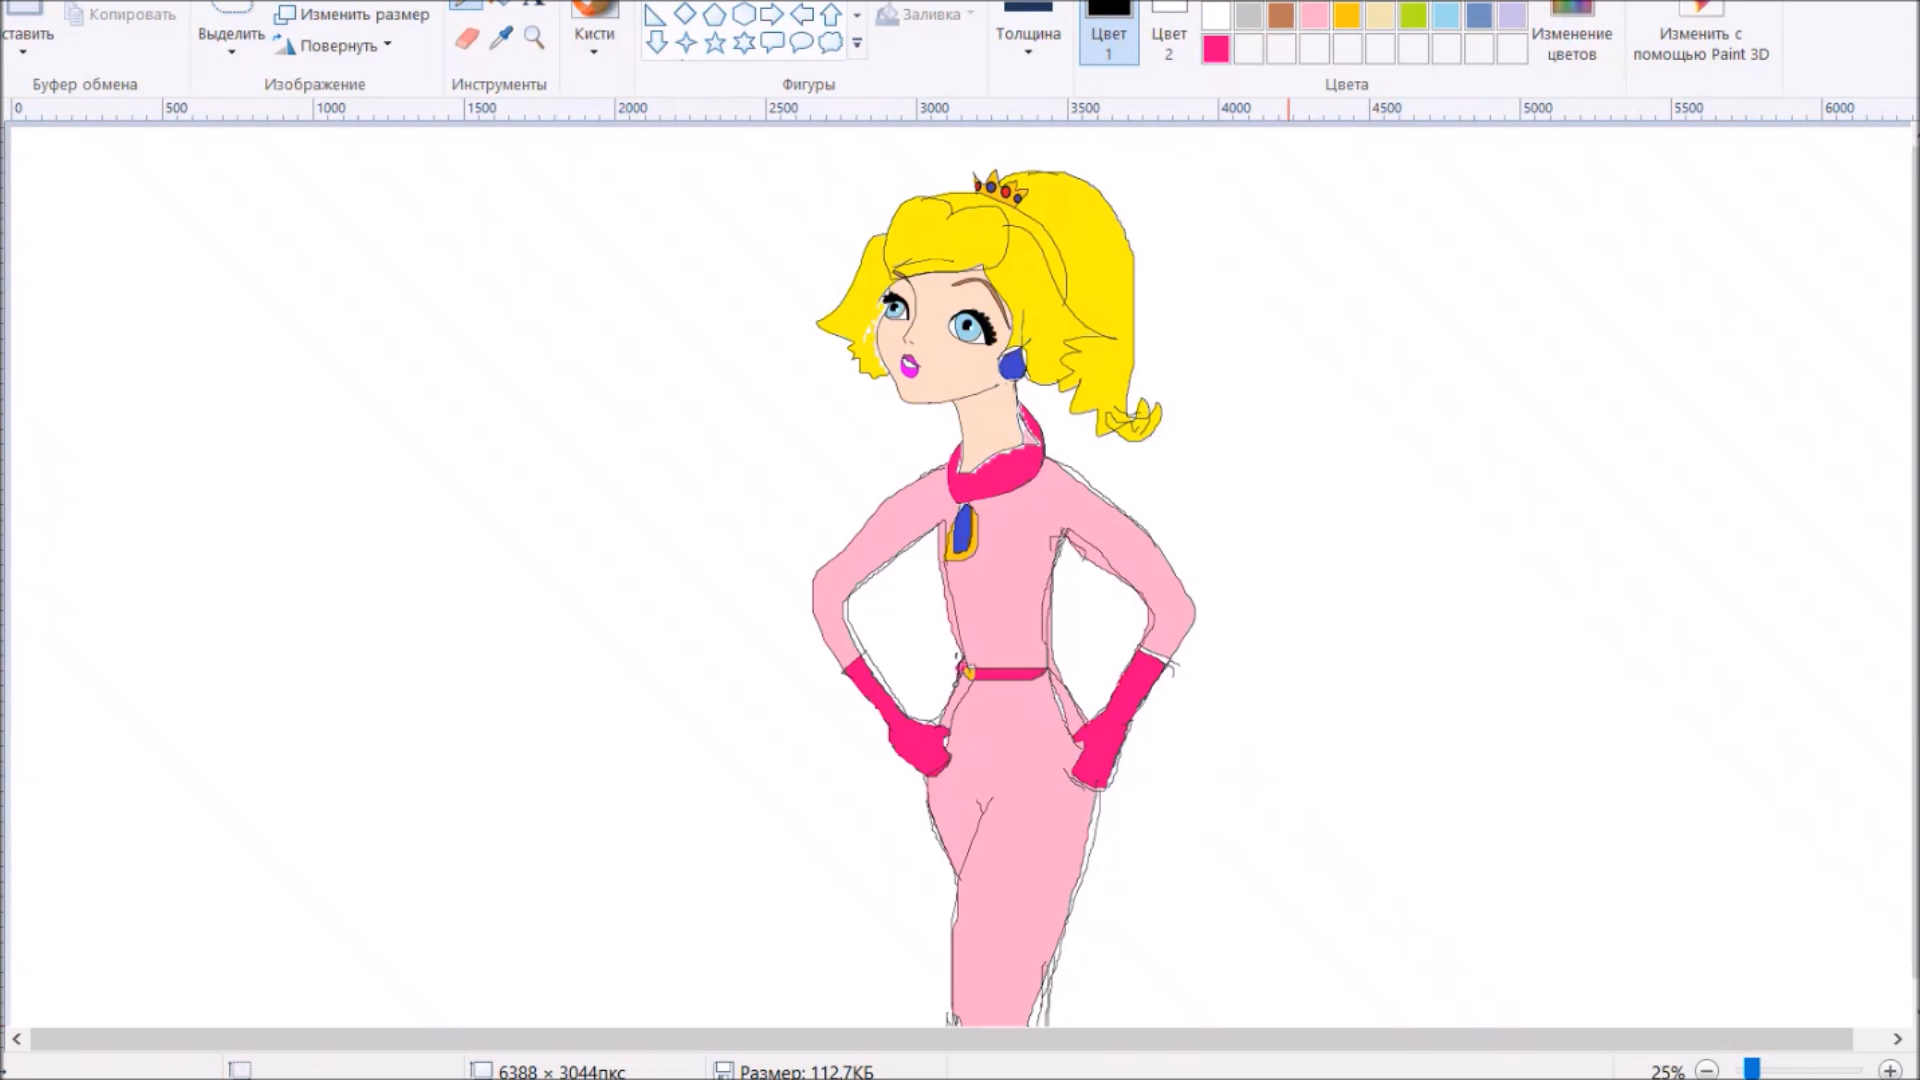 Копировать
Изменить размер
ставить
Выделить
Повернуть
Кисти
Заливка
Толщина
Цвет
1
Цвет
2
Изменение
цветов
Изменить с
помощью Paint 3D
Буфер обмена
Изображение
Инструменты
Фигуры
Цвета
0 500 1000 1500 2000 2500 3000 3500 4000 4500 5000 5500 6000
6388 × 3044пкс
Размер: 112,7КБ
25%